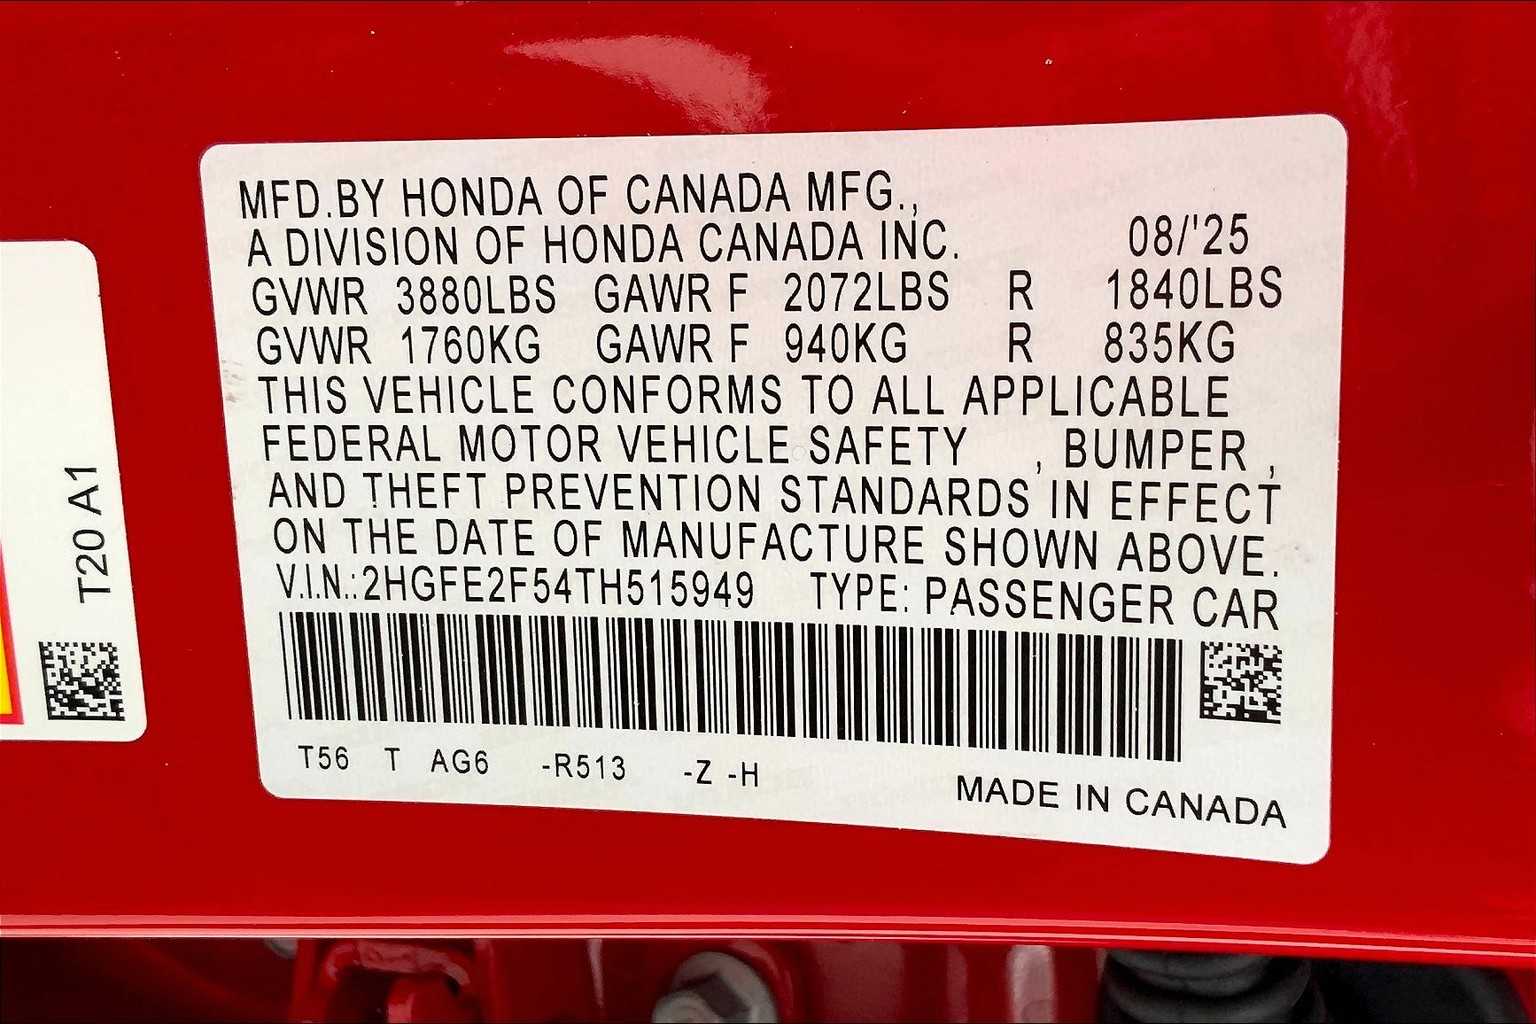 MFD.BY HONDA OF CANADA MFG.,
A DIVISION OF HONDA CANADA INC. 08/'25
GVWR 3880LBS GAWR F 2072LBS R 1840LBS
GVWR 1760KG GAWR F 940KG R 835KG
THIS VEHICLE CONFORMS TO ALL APPLICABLE
FEDERAL MOTOR VEHICLE SAFETY , BUMPER ,
AND THEFT PREVENTION STANDARDS IN EFFECT
ON THE DATE OF MANUFACTURE SHOWN ABOVE.
V.I.N.:2HGFE2F54TH515949 TYPE: PASSENGER CAR
T56 T AG6 -R513 -Z -H
MADE IN CANADA
T20 A1